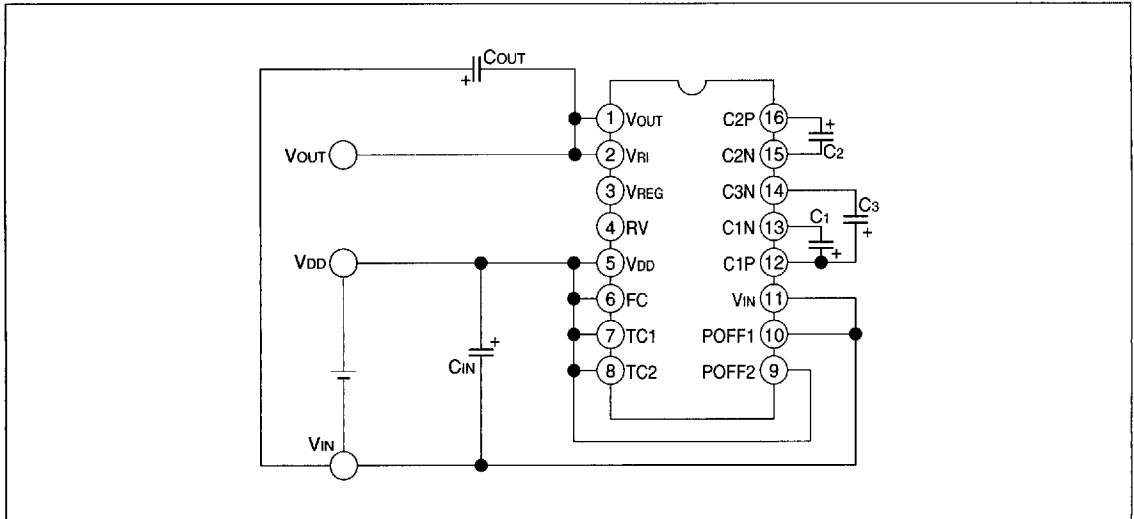 COUT
+
1 VOUT
C2P 16
+
VOUT
2 VRI
C2N 15
C2
3 VREG
C3N 14
C3
4 RV
C1N 13
C1
+
VDD
5 VDD
C1P 12
+
6 FC
VIN 11
+
7 TC1
POFF1 10
CIN
8 TC2
POFF2 9
VIN